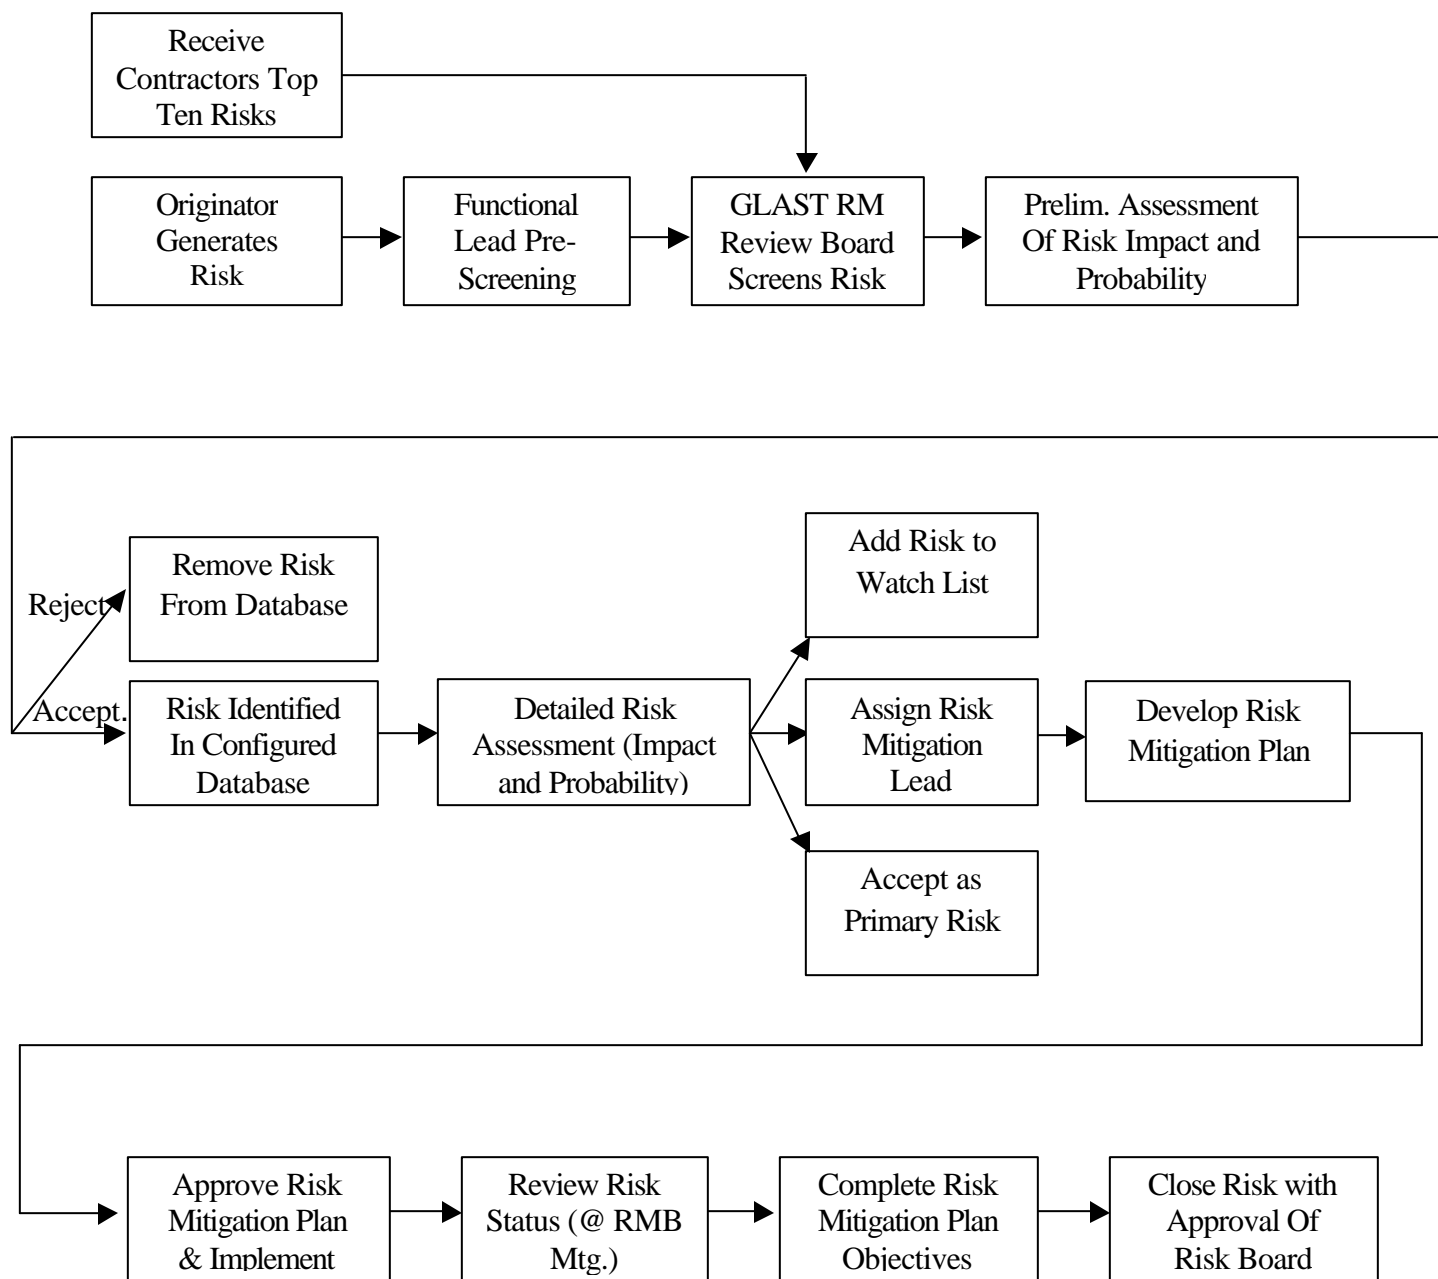 Receive
Contractors Top
Ten Risks
Originator
Generates
Risk
Functional
Lead Pre-
Screening
GLAST RM
Review Board
Screens Risk
Prelim. Assessment
Of Risk Impact and
Probability
Reject
Remove Risk
From Database
Accept.
Risk Identified
In Configured
Database
Detailed Risk
Assessment (Impact
and Probability)
Add Risk to
Watch List
Assign Risk
Mitigation
Lead
Accept as
Primary Risk
Develop Risk
Mitigation Plan
Approve Risk
Mitigation Plan
& Implement
Review Risk
Status (@ RMB
Mtg.)
Complete Risk
Mitigation Plan
Objectives
Close Risk with
Approval Of
Risk Board